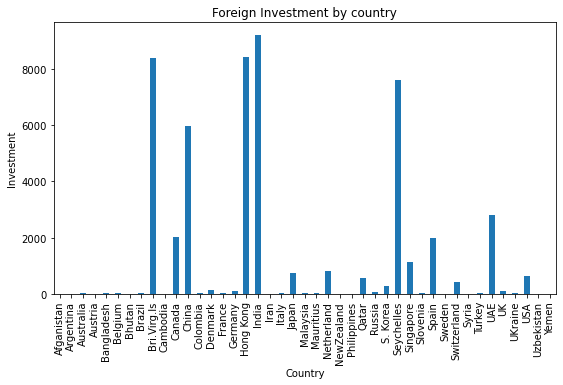 Foreign Investment by country
8000
6000
4000
2000
0
Investment
Afganistan
Argentina
Australia
Austria
Bangladesh
Belgium
Bhutan
Brazil
Bri.Virg.Is
Cambodia
Canada
China
Colombia
Denmark
France
Germany
Hong Kong
India
Iran
Italy
Japan
Malaysia
Mauritius
Netherland
NewZealand
Philippines
Qatar
Russia
S. Korea
Seychelles
Singapore
Slovenia
Spain
Sweden
Switzerland
Syria
Turkey
UAE
UK
UKraine
USA
Uzbekistan
Yemen
Country